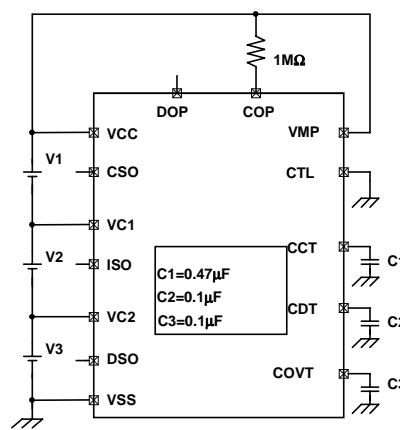 1MΩ
DOP
COP
VCC
VMP
V1
CSO
CTL
VC1
CCT
V2
ISO
C1=0.47µF
C2=0.1µF
C3=0.1µF
C1
CDT
VC2
C2
V3
DSO
COVT
C3
VSS